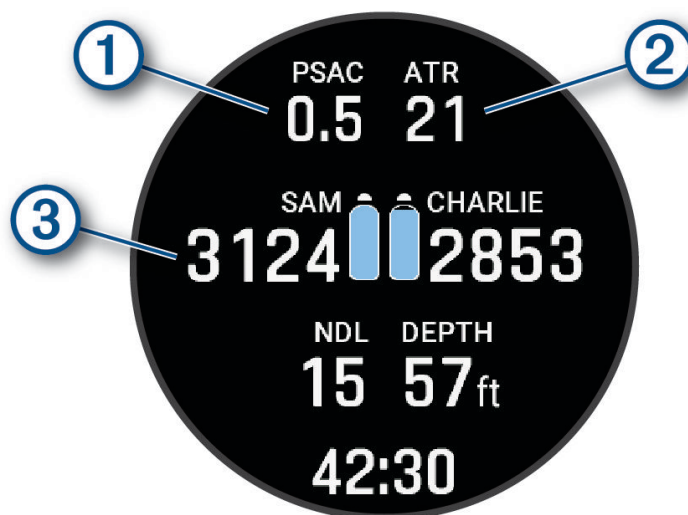 1
2
PSAC ATR
0.5 21
3
SAM CHARLIE
3124 2853
NDL DEPTH
15 57ft
42:30